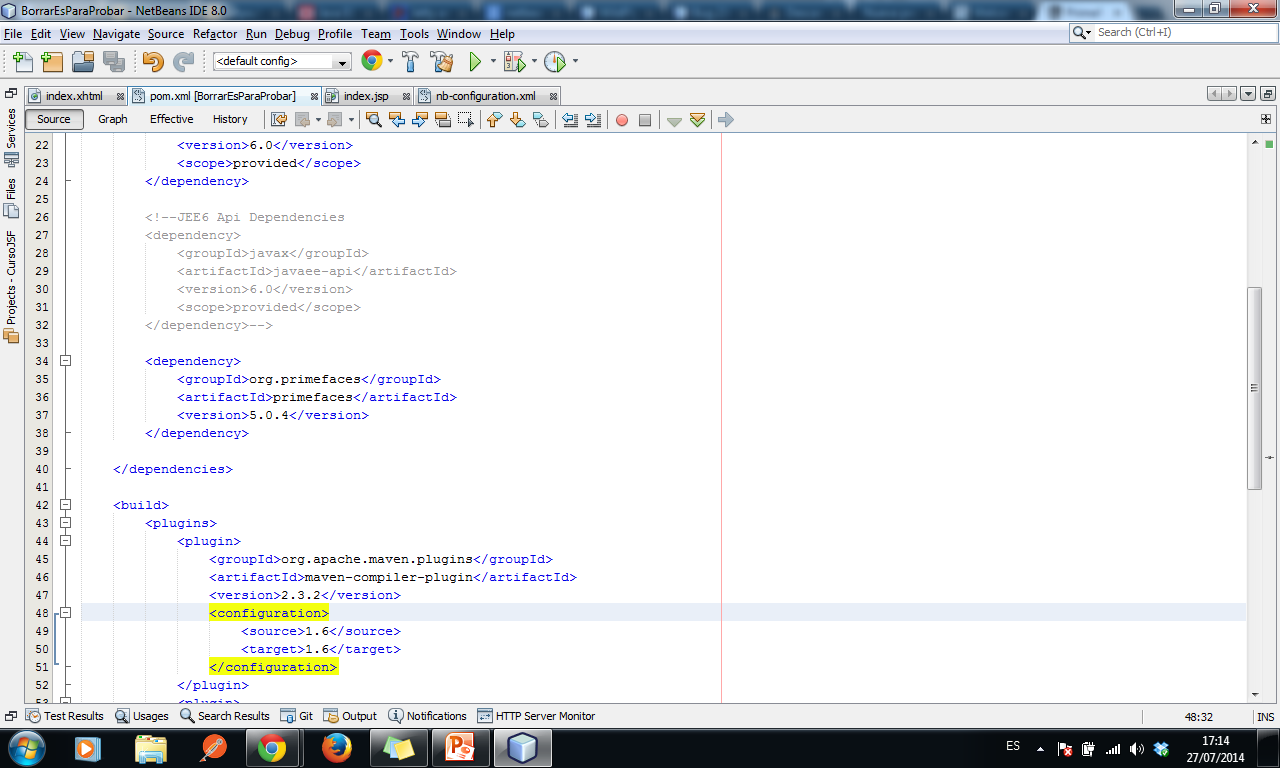 BorrarEsParaProbar - NetBeans IDE 8.0
File Edit View Navigate Source Refactor Run Debug Profile Team Tools Window Help
Search (Ctrl+I)
<default config>
index.xhtml pom.xml [BorrarEsParaProbar] index.jsp nb-configuration.xml
Source Graph Effective History
Services
Files
Projects - CursoJSF
22 <version>6.0</version>
23 <scope>provided</scope>
24 </dependency>
25
26 <!--JEE6 Api Dependencies
27 <dependency>
28 <groupId>javax</groupId>
29 <artifactId>javaee-api</artifactId>
30 <version>6.0</version>
31 <scope>provided</scope>
32 </dependency>-->
33
34 <dependency>
35 <groupId>org.primefaces</groupId>
36 <artifactId>primefaces</artifactId>
37 <version>5.0.4</version>
38 </dependency>
39
40 </dependencies>
41
42 <build>
43 <plugins>
44 <plugin>
45 <groupId>org.apache.maven.plugins</groupId>
46 <artifactId>maven-compiler-plugin</artifactId>
47 <version>2.3.2</version>
48 <configuration>
49 <source>1.6</source>
50 <target>1.6</target>
51 </configuration>
52 </plugin>
53 <plugin>
Test Results Usages Search Results Git Output Notifications HTTP Server Monitor
48:32 INS
ES
17:14
27/07/2014